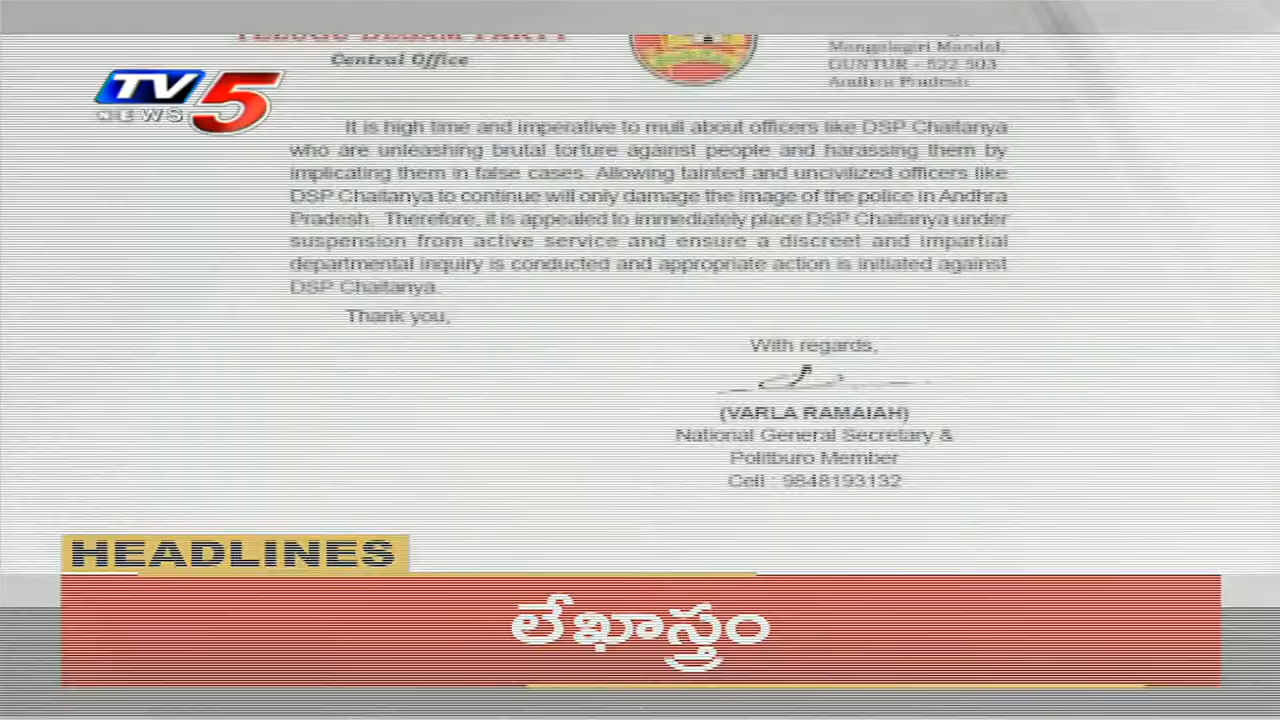 TELUGU DESAM PARTY
Central Office
Mangalagiri Mandal,
GUNTUR - 522 503
Andhra Pradesh
TV5
NEWS
It is high time and imperative to mull about officers like DSP Chaitanya
who are unleashing brutal torture against people and harassing them by
implicating them in false cases. Allowing tainted and uncivilized officers like
DSP Chaitanya to continue will only damage the image of the police in Andhra
Pradesh. Therefore, it is appealed to immediately place DSP Chaitanya under
suspension from active service and ensure a discreet and impartial
departmental inquiry is conducted and appropriate action is initiated against
DSP Chaitanya.
Thank you,
With regards,
(VARLA RAMAIAH)
National General Secretary &
Politburo Member
Cell : 9848193132
HEADLINES
లేఖాస్త్రం